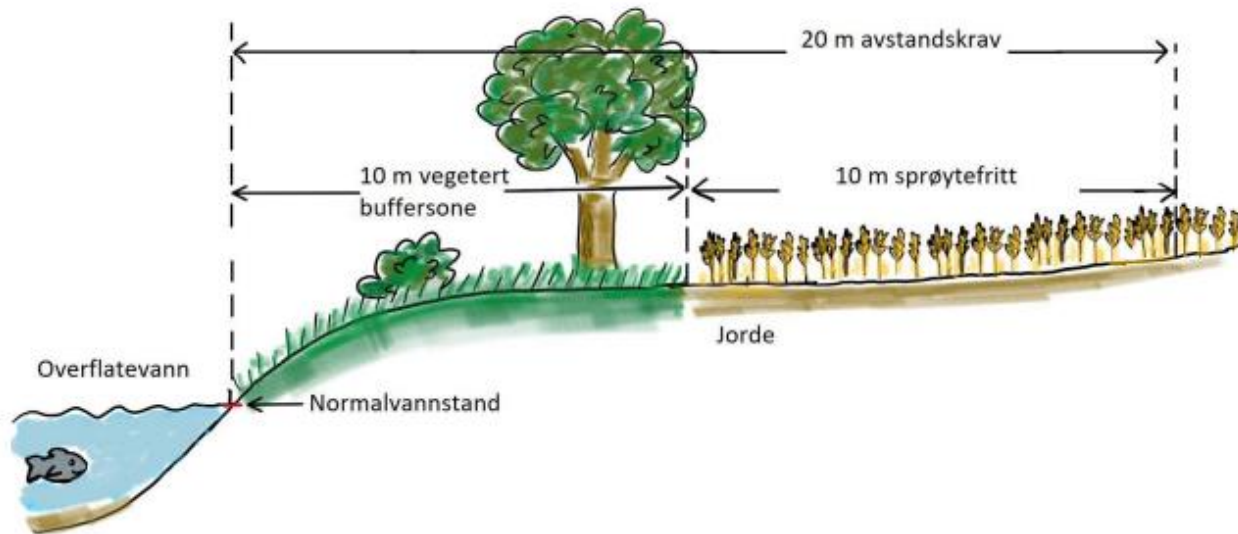 20 m avstandskrav
10 m vegetert
buffersone
10 m sprøytefritt
Jorde
Overflatevann
Normalvannstand